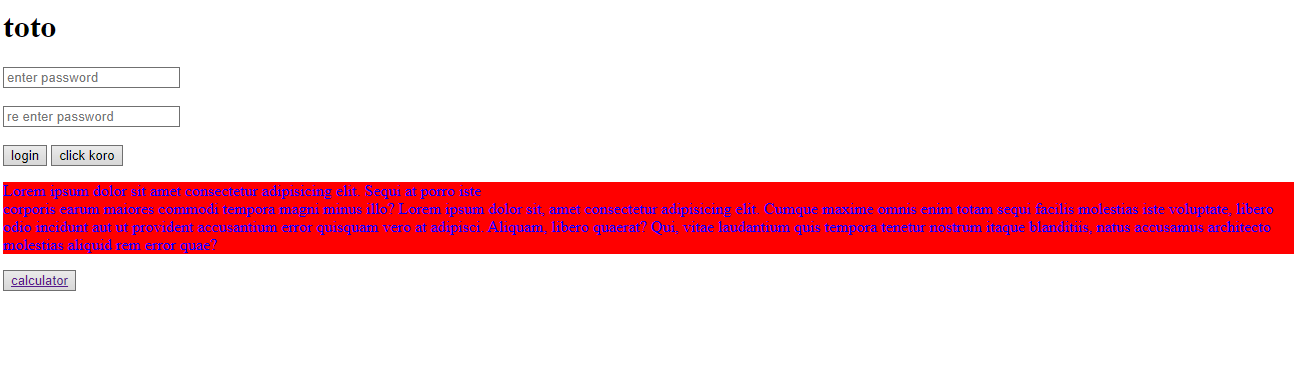 toto
enter password
re enter password
login click koro
Lorem ipsum dolor sit amet consectetur adipisicing elit. Sequi at porro iste
corporis earum maiores commodi tempora magni minus illo? Lorem ipsum dolor sit, amet consectetur adipisicing elit. Cumque maxime omnis enim totam sequi facilis molestias iste voluptate, libero
odio incidunt aut ut provident accusantium error quisquam vero at adipisci. Aliquam, libero quaerat? Qui, vitae laudantium quis tempora tenetur nostrum itaque blanditiis, natus accusamus architecto
molestias aliquid rem error quae?
calculator